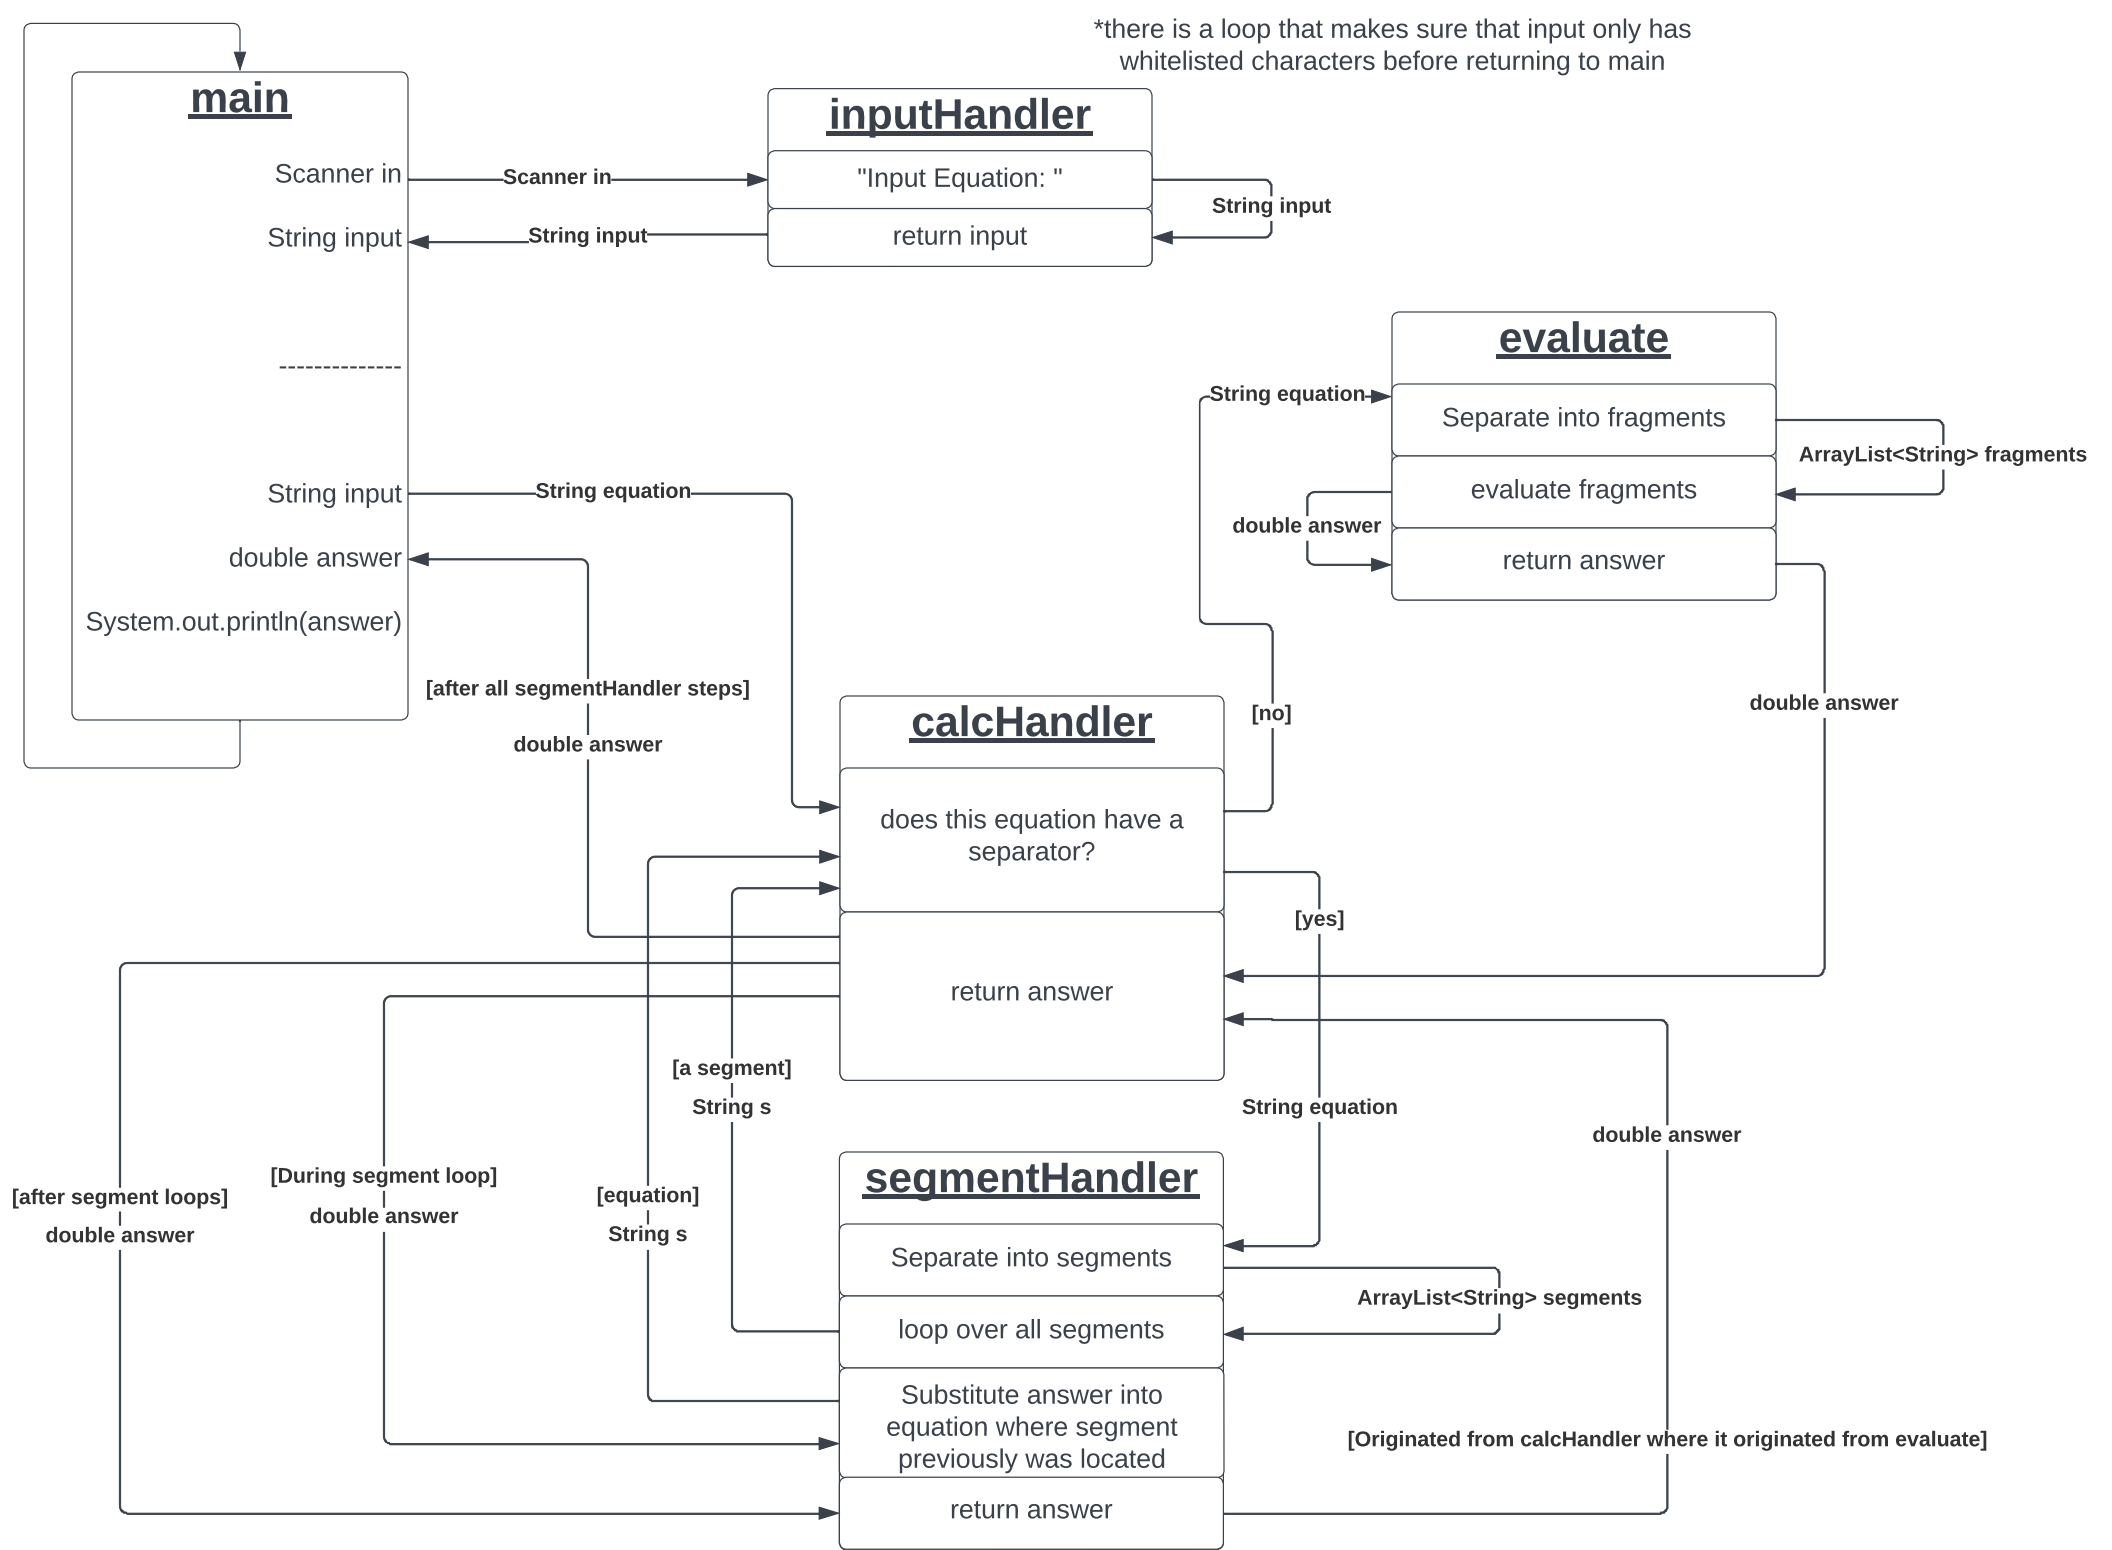 *there is a loop that makes sure that input only has
whitelisted characters before returning to main
main
Scanner in
String input
--------------
String input
double answer
System.out.println(answer)
Scanner in
String input
inputHandler
"Input Equation: "
return input
String input
evaluate
Separate into fragments
evaluate fragments
return answer
String equation
ArrayList<String> fragments
double answer
double answer
String equation
[after all segmentHandler steps]
double answer
calcHandler
does this equation have a
separator?
return answer
[no]
[yes]
String equation
[a segment]
String s
[equation]
String s
[During segment loop]
double answer
[after segment loops]
double answer
segmentHandler
Separate into segments
loop over all segments
Substitute answer into
equation where segment
previously was located
return answer
ArrayList<String> segments
double answer
[Originated from calcHandler where it originated from evaluate]